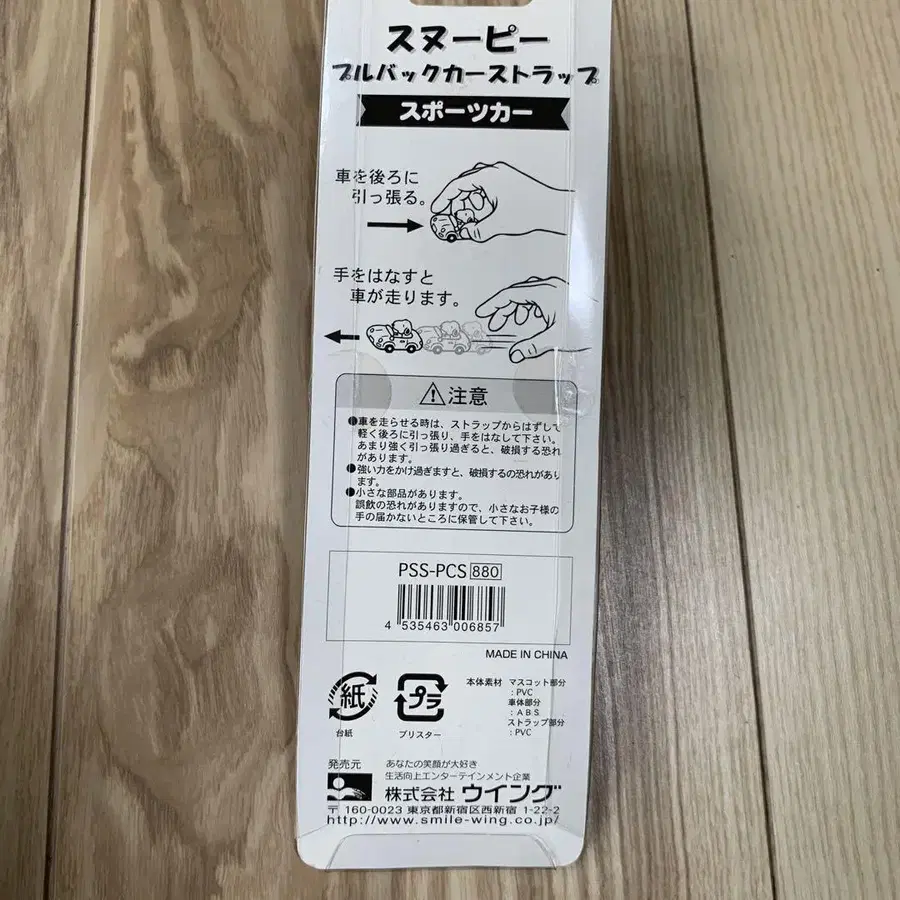 スヌーピー
プルバックカーストラップ
スポーツカー
車を後ろに
引っ張る。
手をはなすと
車が走ります。
注意
●車を走らせる時は、ストラップからはずして
軽く後ろに引っ張り、手をはなして下さい。
あまり強く引っ張り過ぎると、破損する恐れ
があります。
●強い力をかけ過ぎますと、破損するの恐れがあり
ます。
●小さな部品があります。
誤飲の恐れがありますので、小さなお子様の
手の届かないところに保管して下さい。
PSS-PCS 880
4 535463 006857
MADE IN CHINA
紙
台紙
プラ
ブリスター
本体素材 マスコット部分
：PVC
車体部分
：ABS
ストラップ部分
：PVC
発売元
あなたの笑顔が大好き
生活向上エンターテインメント企業
株式会社 ウイング
〒160-0023 東京都新宿区西新宿 1-22-2
http://www.smile-wing.co.jp/